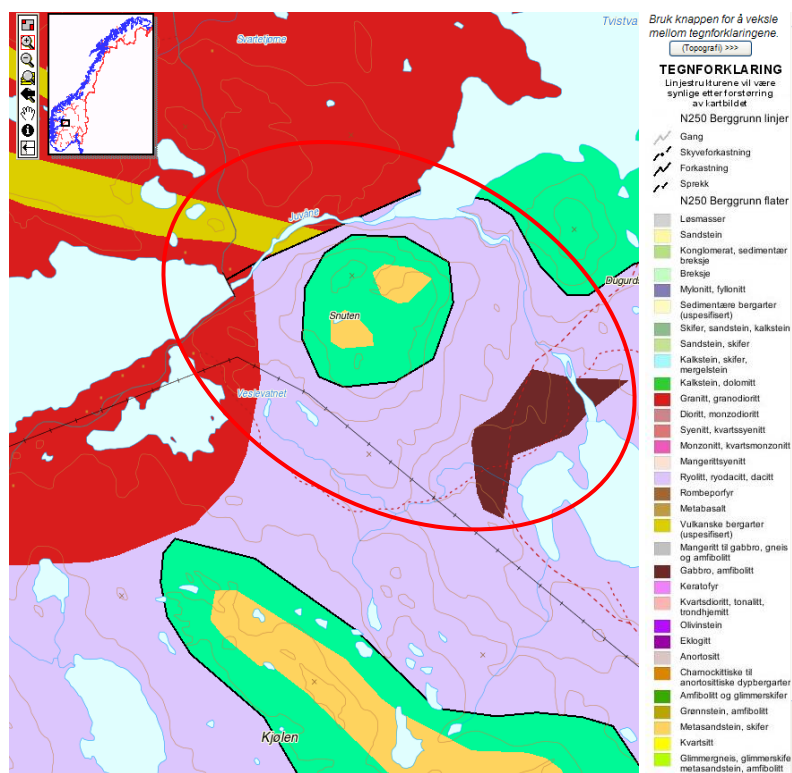 Tvistva
Svartetjørne
Juvåne
Dugurds
Snuten
Veslevatnet
Kjølen
Bruk knappen for å veksle
mellom tegnforklaringene.
(Topografi) >>>
TEGNFORKLARING
Linjestrukturene vil være
synlige etter forstørring
av kartbildet
N250 Berggrunn linjer
Gang
Skyveforkastning
Forkastning
Sprekk
N250 Berggrunn flater
Løsmasser
Sandstein
Konglomerat, sedimentær
breksje
Breksje
Mylonitt, fyllonitt
Sedimentære bergarter
(uspesifisert)
Skifer, sandstein, kalkstein
Sandstein, skifer
Kalkstein, skifer,
mergelstein
Kalkstein, dolomitt
Granitt, granodioritt
Dioritt, monzodioritt
Syenitt, kvartssyenitt
Monzonitt, kvartsmonzonitt
Mangerittsyenitt
Ryolitt, ryodacitt, dacitt
Rombeporfyr
Metabasalt
Vulkanske bergarter
(uspesifisert)
Mangeritt til gabbro, gneis
og amfibolitt
Gabbro, amfibolitt
Keratofyr
Kvartsdioritt, tonalitt,
trondhjemitt
Olivinstein
Eklogitt
Anortositt
Charnockittiske til
anortosittiske dypbergarter
Amfibolitt og glimmerskifer
Grønnstein, amfibolitt
Metasandstein, skifer
Kvartsitt
Glimmergneis, glimmerskifer,
metasandstein, amfibolitt